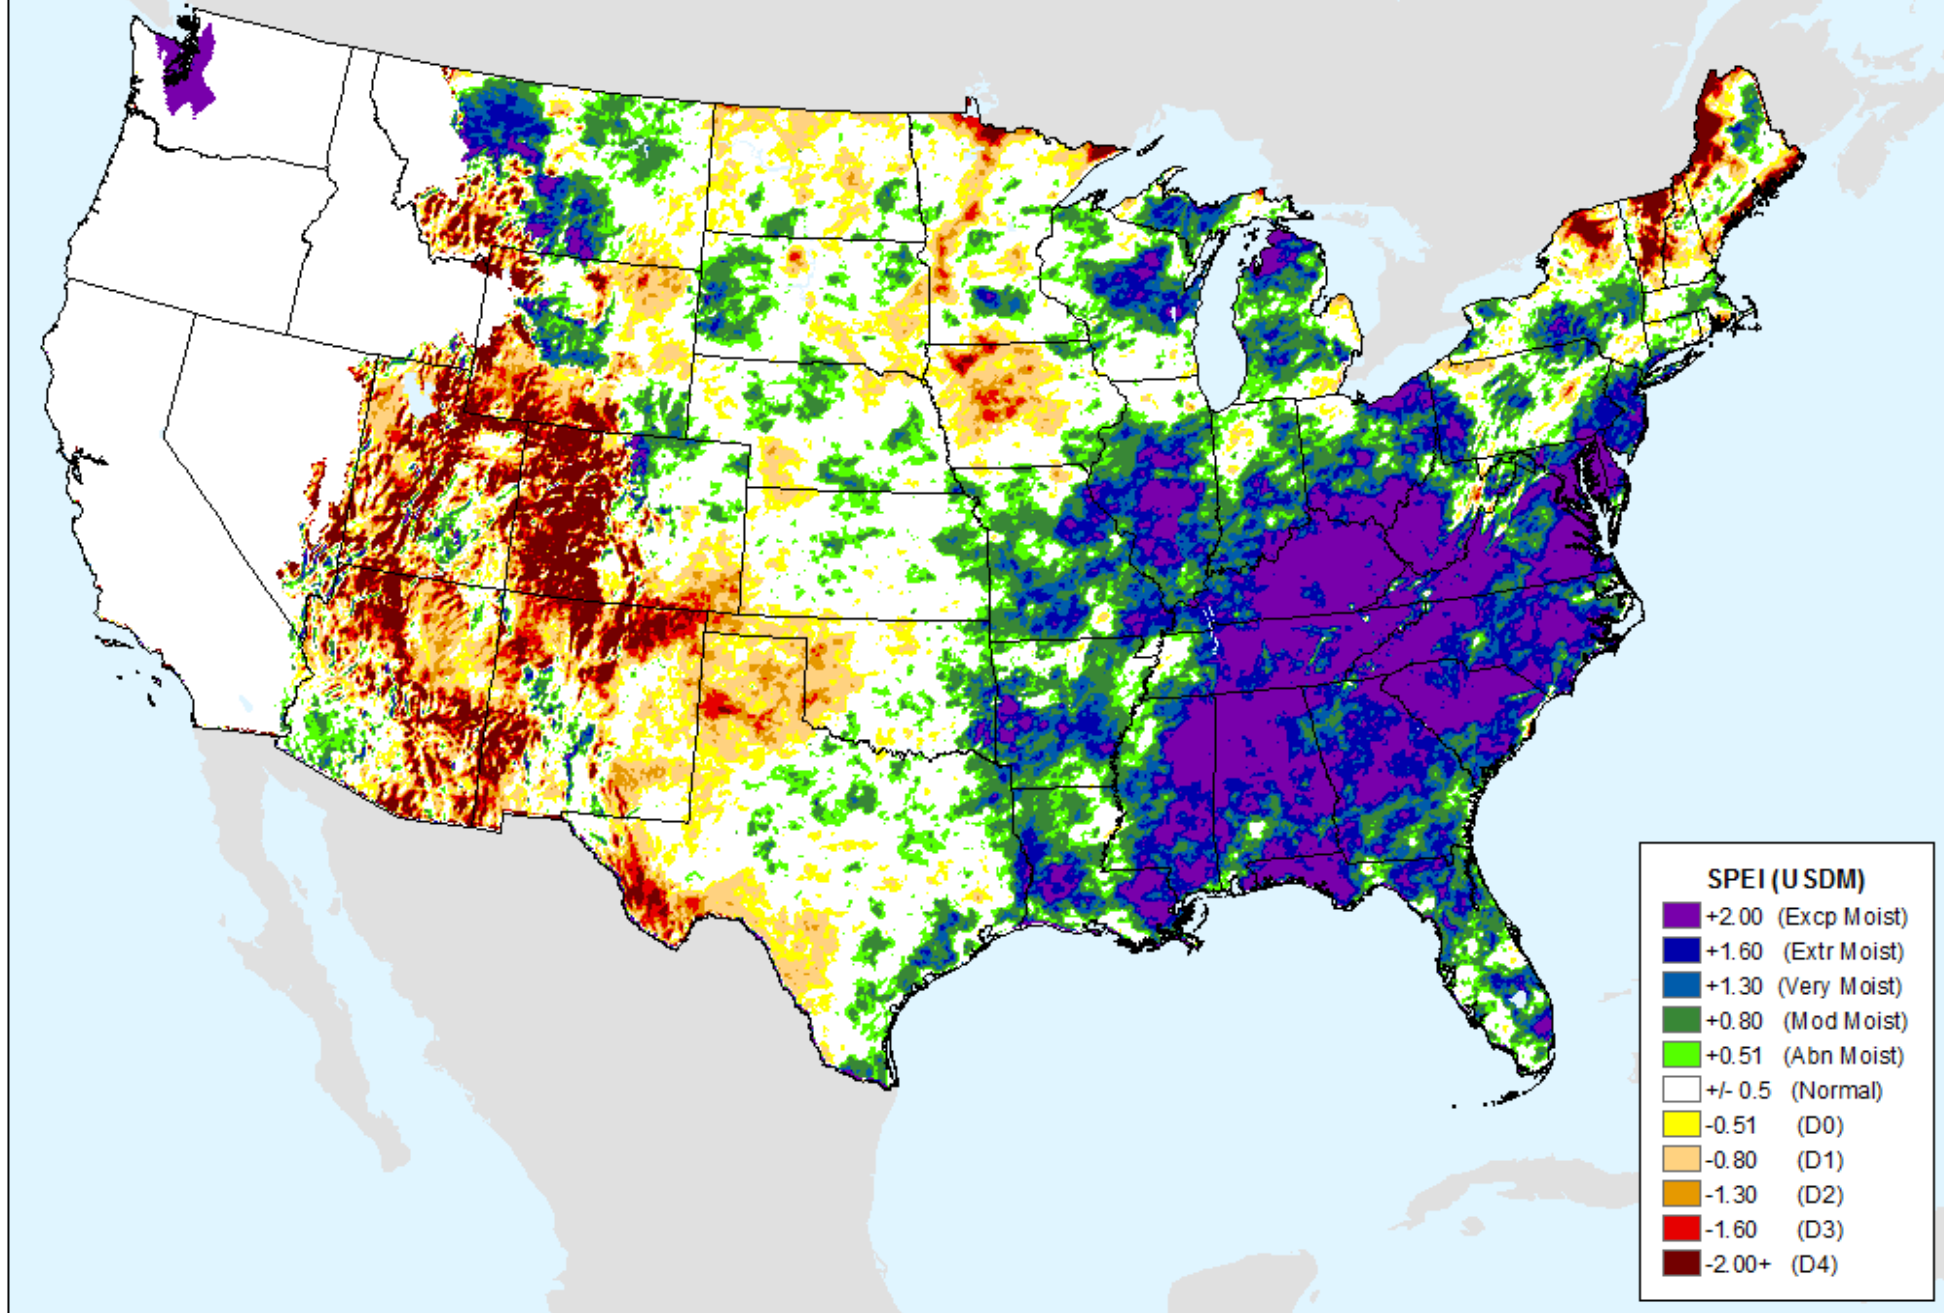 SPEI (USDM)
+2.00 (Excp Moist)
+1.60 (Extr Moist)
+1.30 (Very Moist)
+0.80 (Mod Moist)
+0.51 (Abn Moist)
+/- 0.5 (Normal)
-0.51 (D0)
-0.80 (D1)
-1.30 (D2)
-1.60 (D3)
-2.00+ (D4)